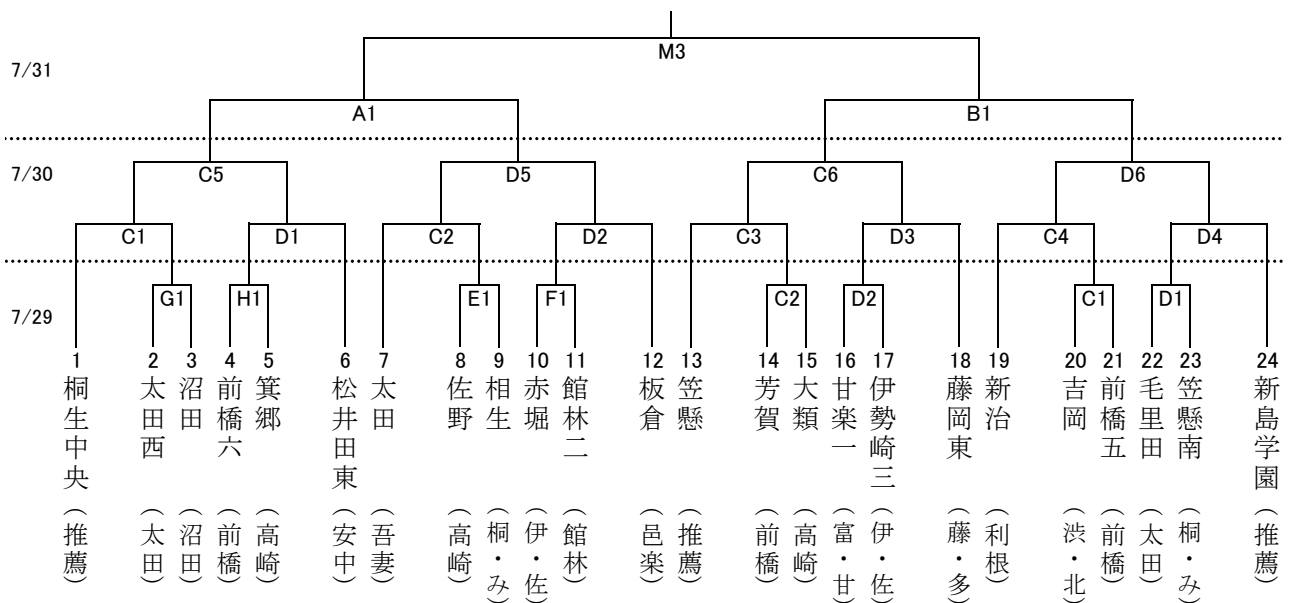 M3
7/31
A1 B1
7/30
C5 D5 C6 D6
C1 D1 C2 D2 C3 D3 C4 D4
7/29
G1 H1 E1 F1 C2 D2 C1 D1
1 桐生中央 (推薦)
2 太田西 (太田)
3 沼田 (沼田)
4 前橋六 (前橋)
5 箕郷 (高崎)
6 松井田東 (安中)
7 太田 (吾妻)
8 佐野 (高崎)
9 相生 (桐・み)
10 赤堀 (伊・佐)
11 館林二 (館林)
12 板倉 (邑楽)
13 笠懸 (推薦)
14 芳賀 (前橋)
15 大類 (高崎)
16 甘楽一 (富・甘)
17 伊勢崎三 (伊・佐)
18 藤岡東 (藤・多)
19 新治 (利根)
20 吉岡 (渋・北)
21 前橋五 (前橋)
22 毛里田 (太田)
23 笠懸南 (桐・み)
24 新島学園 (推薦)